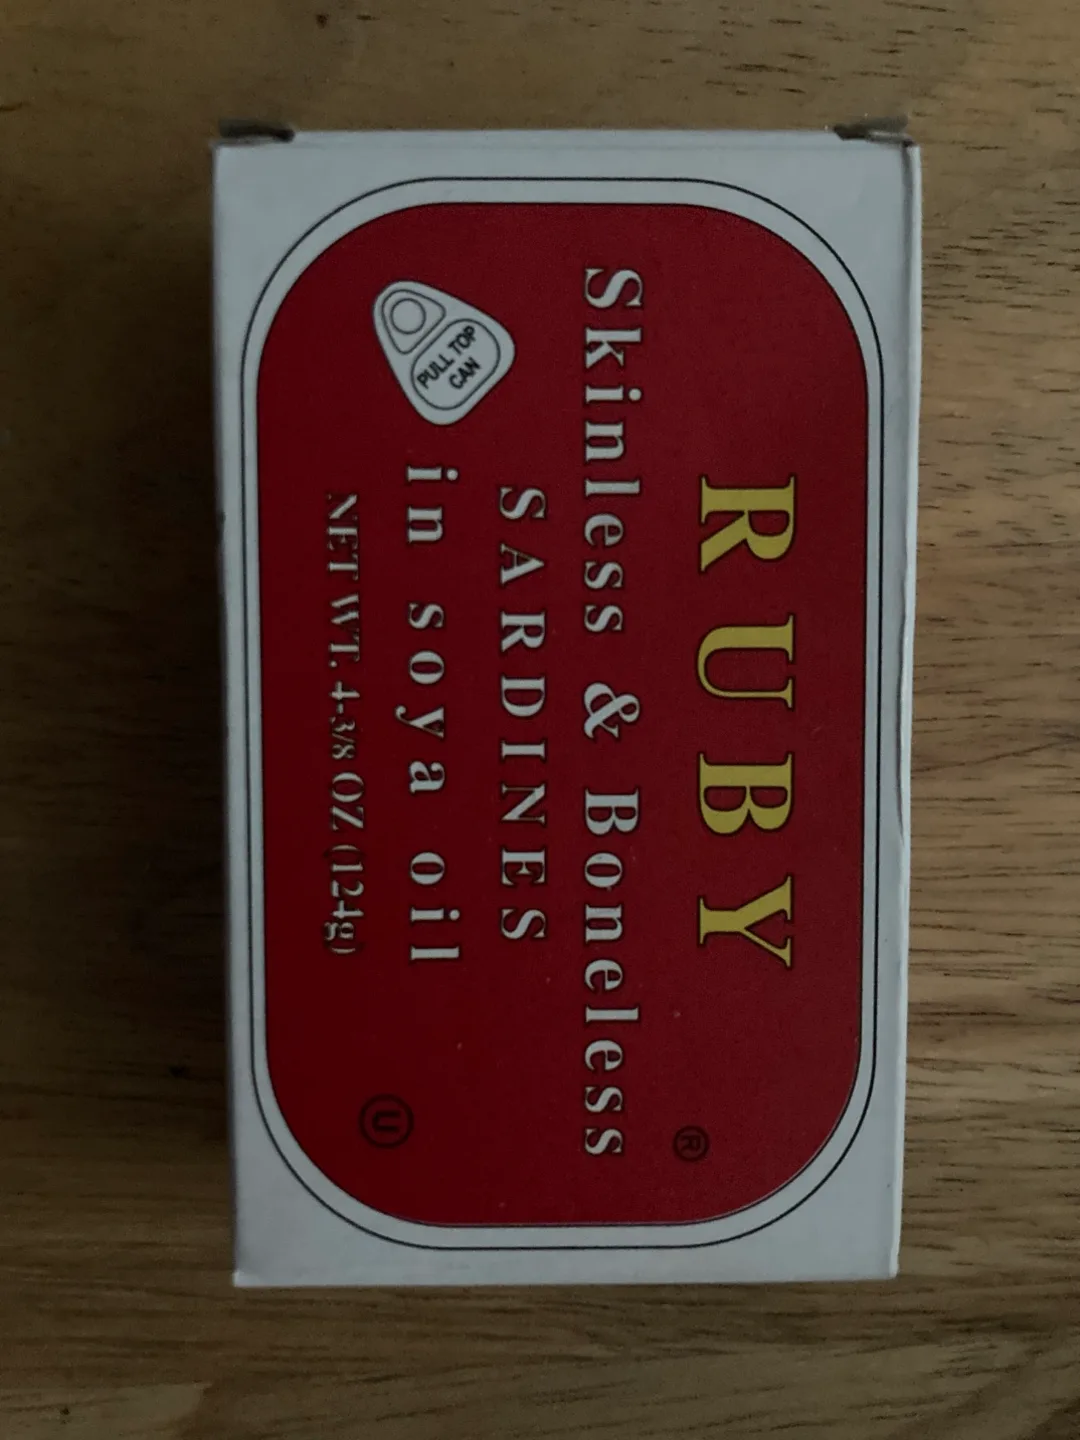 RUBY
®
Skinless & Boneless
SARDINES
in soya oil
PULL TOP
CAN
NET WT. 4-3/8 OZ (124g)
Ⓤ